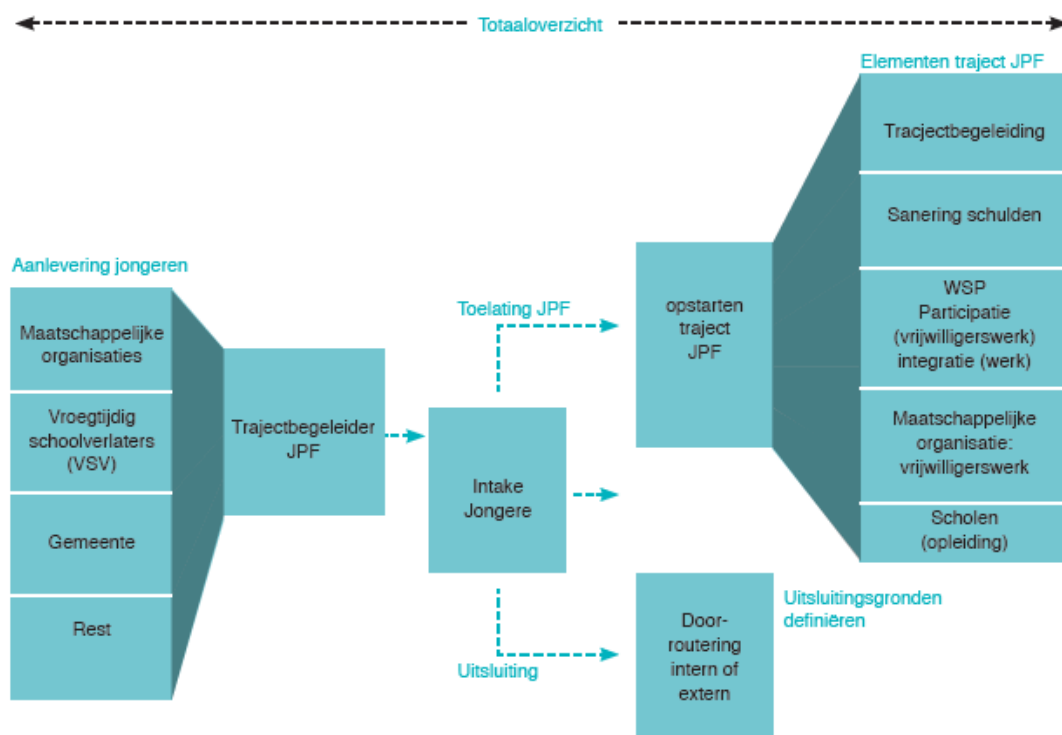 Totaaloverzicht
Elementen traject JPF
Tracjectbegeleiding
Sanering schulden
WSP
Participatie
(vrijwilligerswerk)
integratie (werk)
Maatschappelijke
organisatie:
vrijwilligerswerk
Scholen
(opleiding)
Aanlevering jongeren
Maatschappelijke
organisaties
Vroegtijdig
schoolverlaters
(VSV)
Gemeente
Rest
Trajectbegeleider
JPF
Intake
Jongere
Toelating JPF
opstarten
traject
JPF
Uitsluiting
Door-
routering
intern of
extern
Uitsluitingsgronden
definiëren